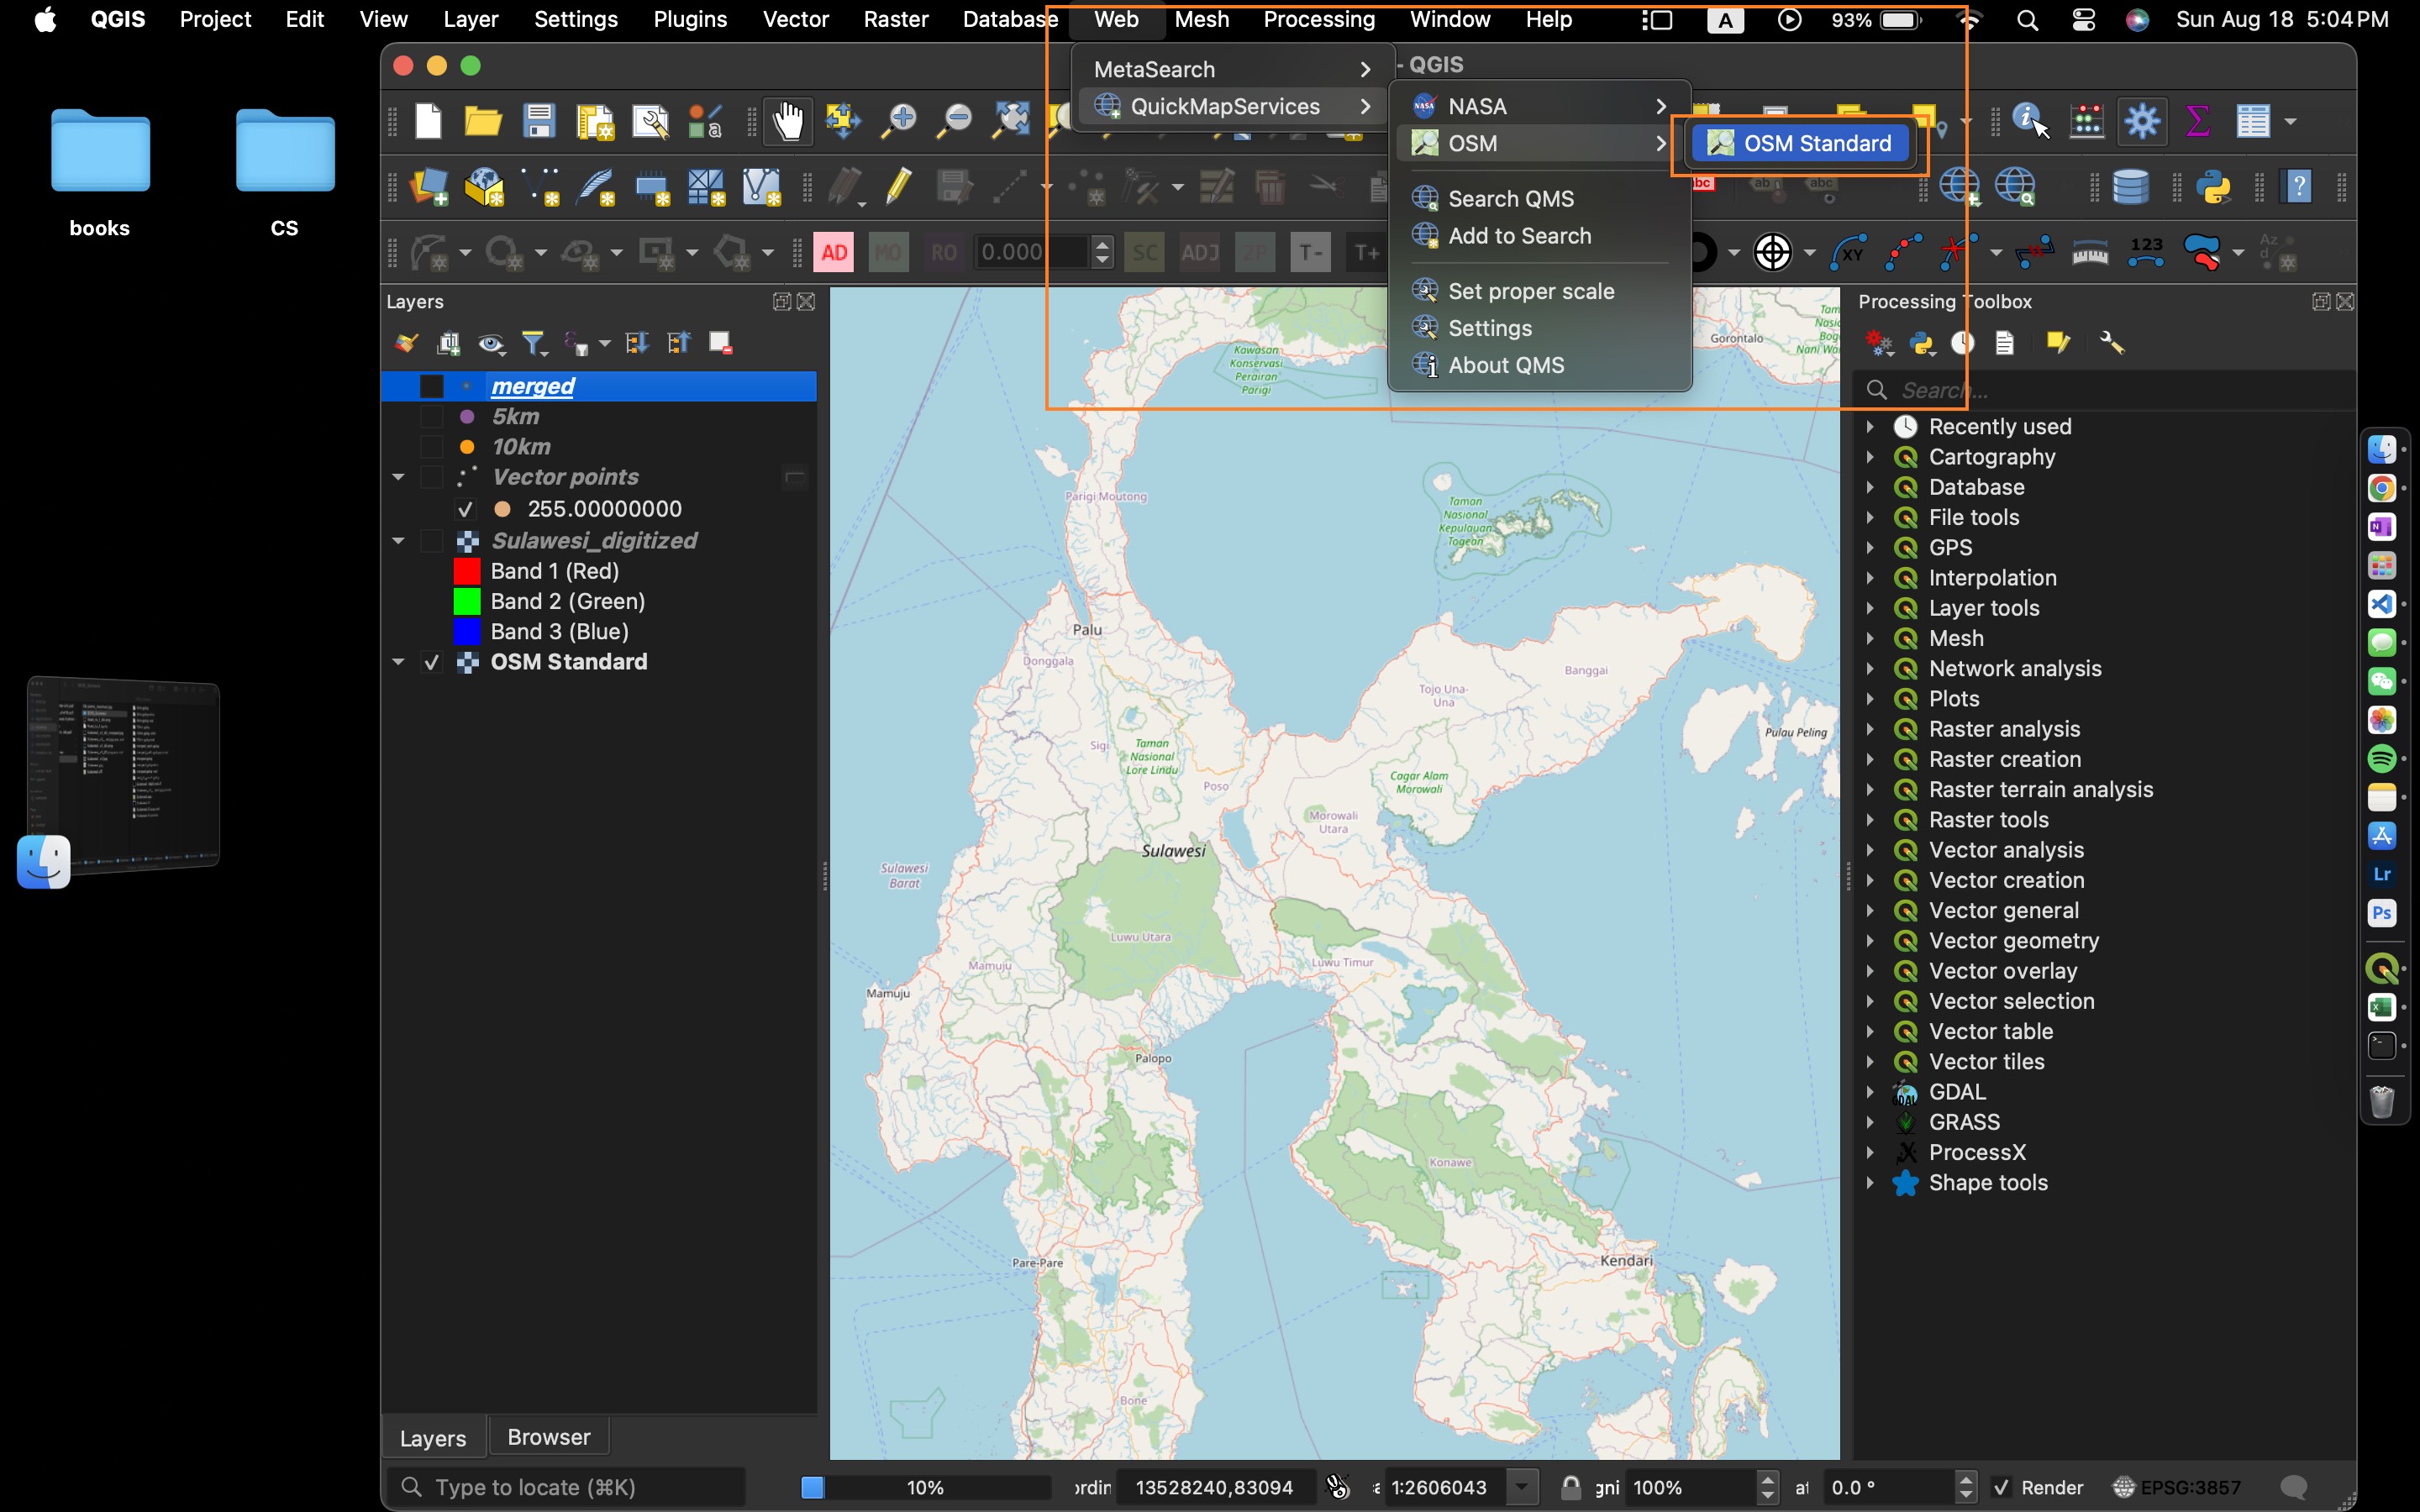 QGIS Project Edit View Layer Settings Plugins Vector Raster Database Web Mesh Processing Window Help A 93% Sun Aug 18 5:04 PM
books
CS
- QGIS
MetaSearch
QuickMapServices
NASA
OSM
OSM Standard
Search QMS
Add to Search
Set proper scale
Settings
About QMS
AD MO RO 0.000 SC ADJ 2P T- T+
XY 123
Layers
merged
5km
10km
Vector points
255.00000000
Sulawesi_digitized
Band 1 (Red)
Band 2 (Green)
Band 3 (Blue)
OSM Standard
Kawasan
Konservasi
Perairan
Parigi
Gorontalo
Parigi Moutong
Taman
Nasional
Kepulauan
Togean
Palu
Donggala
Banggai
Tojo Una-
Una
Pulau Peling
Sigi
Taman
Nasional
Lore Lindu
Poso
Cagar Alam
Morowali
Morowali
Utara
Sulawesi
Sulawesi
Barat
Luwu Utara
Luwu Timur
Mamuju
Mamuju
Palopo
Konawe
Pare-Pare
Kendari
Bone
Processing Toolbox
Search...
Recently used
Cartography
Database
File tools
GPS
Interpolation
Layer tools
Mesh
Network analysis
Plots
Raster analysis
Raster creation
Raster terrain analysis
Raster tools
Vector analysis
Vector creation
Vector general
Vector geometry
Vector overlay
Vector selection
Vector table
Vector tiles
GDAL
GRASS
ProcessX
Shape tools
Lr
Ps
Layers Browser
Type to locate (⌘K) 10% ordin 13528240,83094 1:2606043 gni 100% at 0.0 ° Render EPSG:3857